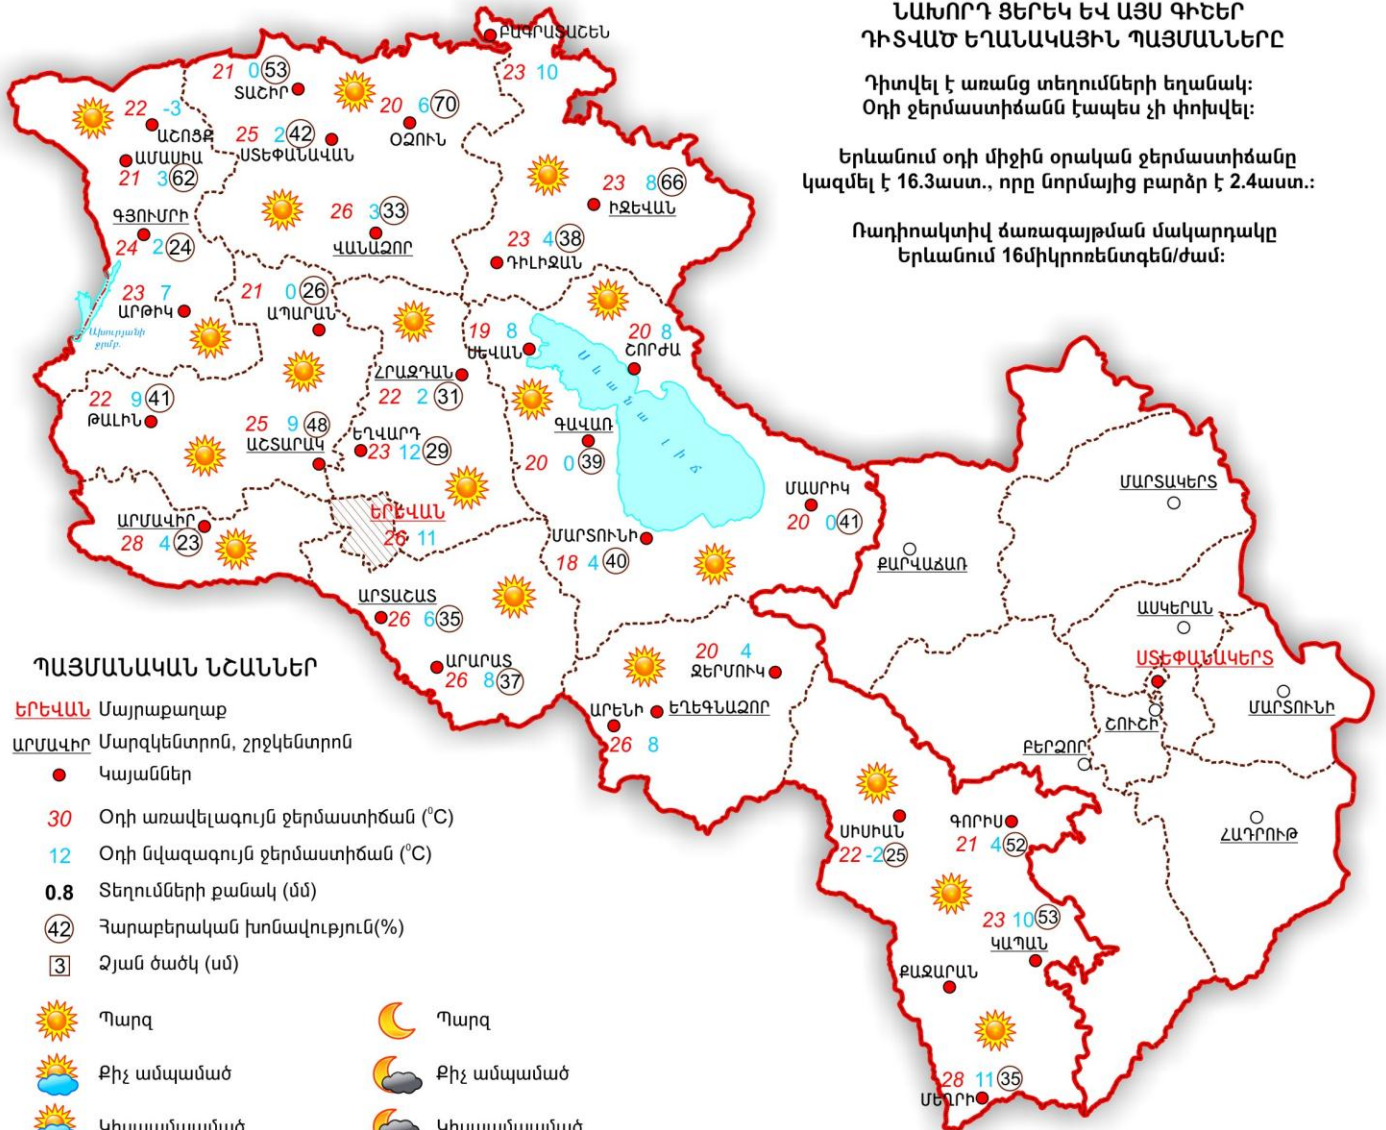 ՆԱԽՈՐԴ ՑԵՐԵԿ ԵՎ ԱՅՍ ԳԻՇԵՐ
ԴԻՏՎԱԾ ԵՂԱՆԱԿԱՅԻՆ ՊԱՅՄԱՆՆԵՐԸ
Դիտվել է առանց տեղումների եղանակ:
Օդի ջերմաստիճանն էապես չի փոխվել:
Երևանում օդի միջին օրական ջերմաստիճանը
կազմել է 16.3աստ., որը նորմայից բարձր է 2.4աստ.:
Ռադիոակտիվ ճառագայթման մակարդակը
Երևանում 16միկրոռենտգեն/ժամ:
ԲԱԳՐԱՏԱՇԵՆ
23 10
21 0 53
ՏԱՇԻՐ
20 6 70
ՕՁՈՒՆ
22 -3
ԱՇՈՑՔ
25 2 42
ՍՏԵՓԱՆԱՎԱՆ
ԱՄԱՍԻԱ
21 3 62
23 8 66
ԻՋԵՎԱՆ
ԳՅՈՒՄՐԻ
24 2 24
26 3 33
ՎԱՆԱՁՈՐ
23 4 38
ԴԻԼԻՋԱՆ
23 7
ԱՐԹԻԿ
21 0 26
ԱՊԱՐԱՆ
Ախուրյանի
ջրմբ.
19 8
ՍԵՎԱՆ
20 8
ՇՈՐԺԱ
Սևանա լիճ
ՀՐԱԶԴԱՆ
22 2 31
22 9 41
ԹԱԼԻՆ
25 9 48
ԱՇՏԱՐԱԿ
ԵՂՎԱՐԴ
23 12 29
ԳԱՎԱՌ
20 0 39
ՄԱՍՐԻԿ
20 0 41
ՄԱՐՏԱԿԵՐՏ
ԱՐՄԱՎԻՐ
28 4 23
ԵՐԵՎԱՆ
26 11
ՄԱՐՏՈՒՆԻ
18 4 40
ՔԱՐՎԱՃԱՌ
ԱՐՏԱՇԱՏ
26 6 35
ԱՍԿԵՐԱՆ
ԱՐԱՐԱՏ
26 8 37
20 4
ՋԵՐՄՈՒԿ
ՍՏԵՓԱՆԱԿԵՐՏ
ԱՐԵՆԻ
26 8
ԵՂԵԳՆԱՁՈՐ
ՇՈՒՇԻ
ՄԱՐՏՈՒՆԻ
ԲԵՐՁՈՐ
ՍԻՍԻԱՆ
22 -2 25
ԳՈՐԻՍ
21 4 52
ՀԱԴՐՈՒԹ
23 10 53
ԿԱՊԱՆ
ՔԱՋԱՐԱՆ
28 11 35
ՄԵՂՐԻ
ՊԱՅՄԱՆԱԿԱՆ ՆՇԱՆՆԵՐ
ԵՐԵՎԱՆ Մայրաքաղաք
ԱՐՄԱՎԻՐ Մարզկենտրոն, շրջկենտրոն
Կայաններ
30 Օդի առավելագույն ջերմաստիճան (⁰C)
12 Օդի նվազագույն ջերմաստիճան (⁰C)
0.8 Տեղումների քանակ (մմ)
42 Հարաբերական խոնավություն(%)
3 Ձյան ծածկ (սմ)
Պարզ Պարզ
Քիչ ամպամած Քիչ ամպամած